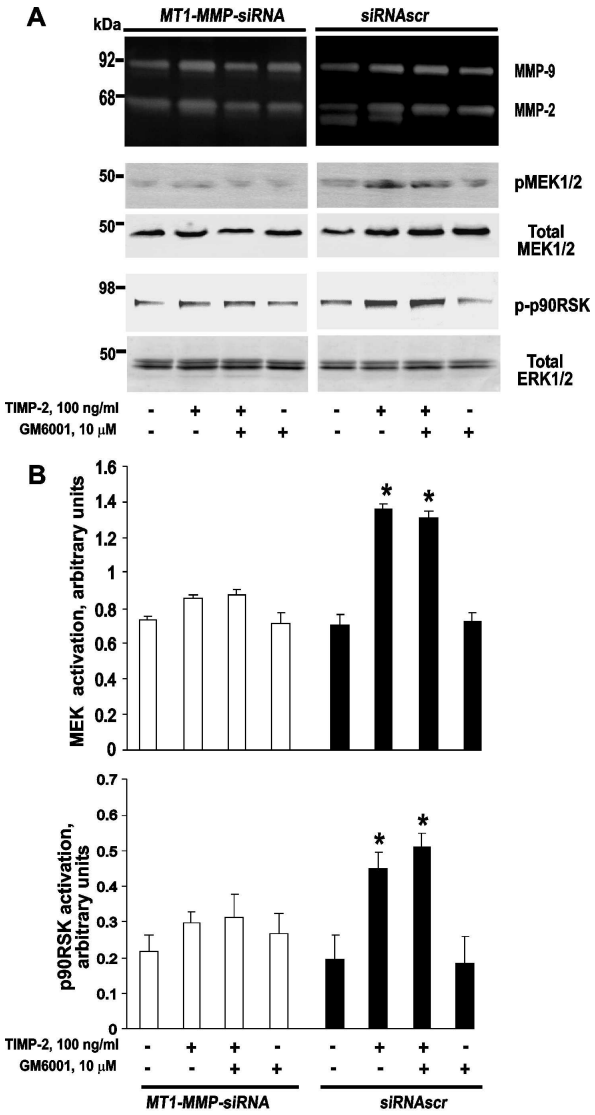 A
kDa
MT1-MMP-siRNA
siRNAscr
92
MMP-9
68
MMP-2
50
pMEK1/2
50
Total
MEK1/2
98
p-p90RSK
50
Total
ERK1/2
TIMP-2, 100 ng/ml - + + - - + + -
GM6001, 10 μM - - + + - - + +
B
MEK activation, arbitrary units
1.6
1.4
1.2
1
0.8
0.6
0.4
0.2
0
* *
p90RSK activation,
arbitrary units
0.7
0.6
0.5
0.4
0.3
0.2
0.1
0
* *
TIMP-2, 100 ng/ml - + + - - + + -
GM6001, 10 μM - - + + - - + +
MT1-MMP-siRNA
siRNAscr